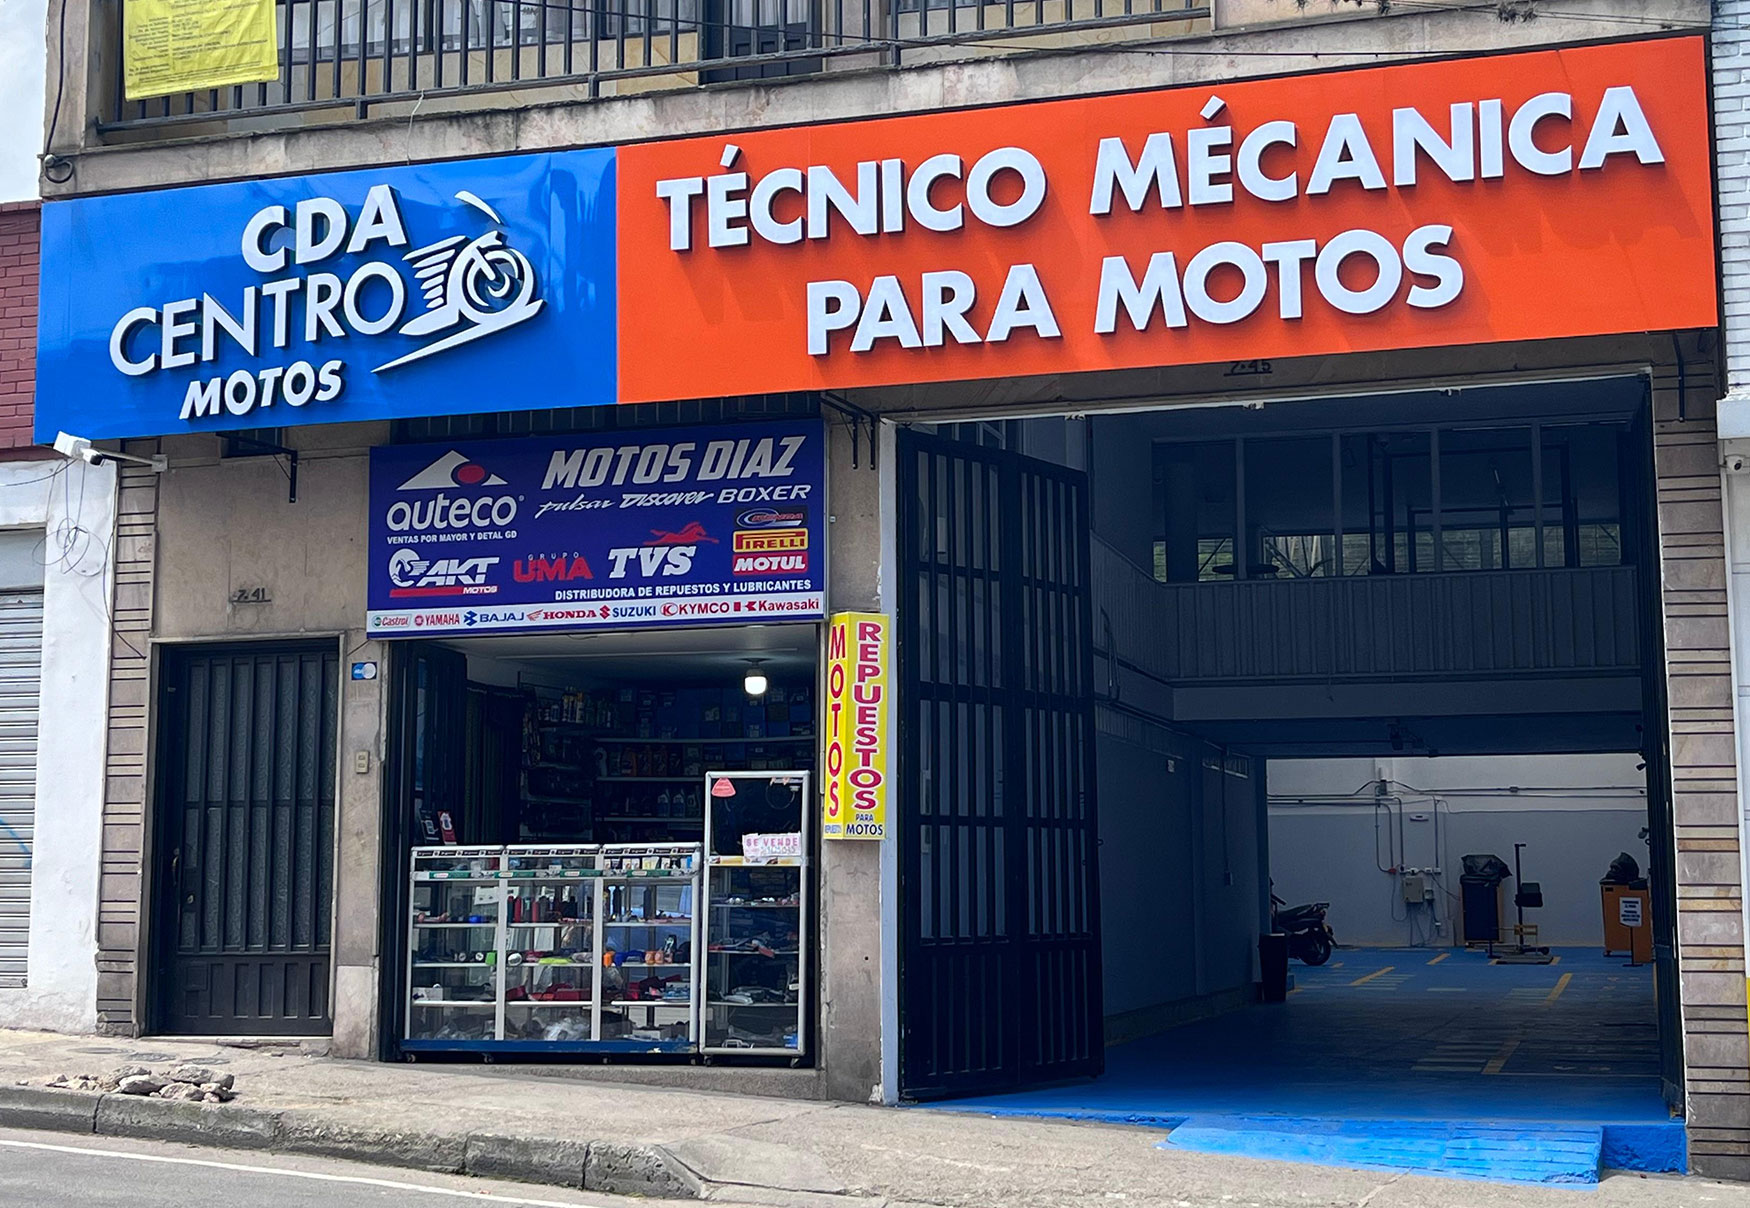 CDA
CENTRO
MOTOS
TÉCNICO MÉCANICA
PARA MOTOS
7-45
7-41
auteco
VENTAS POR MAYOR Y DETAL GD
MOTOS DIAZ
pulsar DISCOVER BOXER
AKT
MOTOS
GRUPO
UMA
TVS
PIRELLI
MOTUL
DISTRIBUDORA DE REPUESTOS Y LUBRICANTES
Castrol YAMAHA BAJAJ HONDA SUZUKI KYMCO Kawasaki
MOTOS
REPUESTOS
PARA
MOTOS
SE VENDE